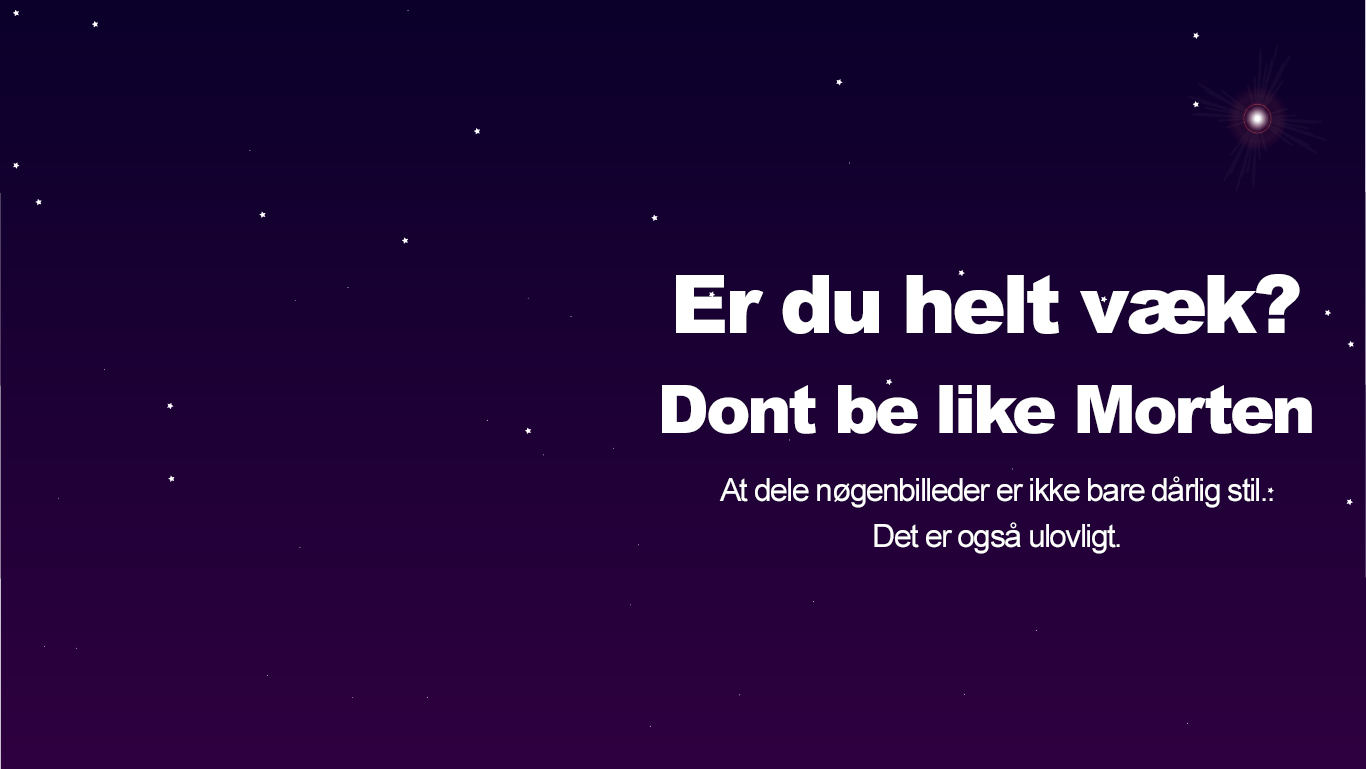 Er du helt væk?
Dont be like Morten
At dele nøgenbilleder er ikke bare dårlig stil.
Det er også ulovligt.